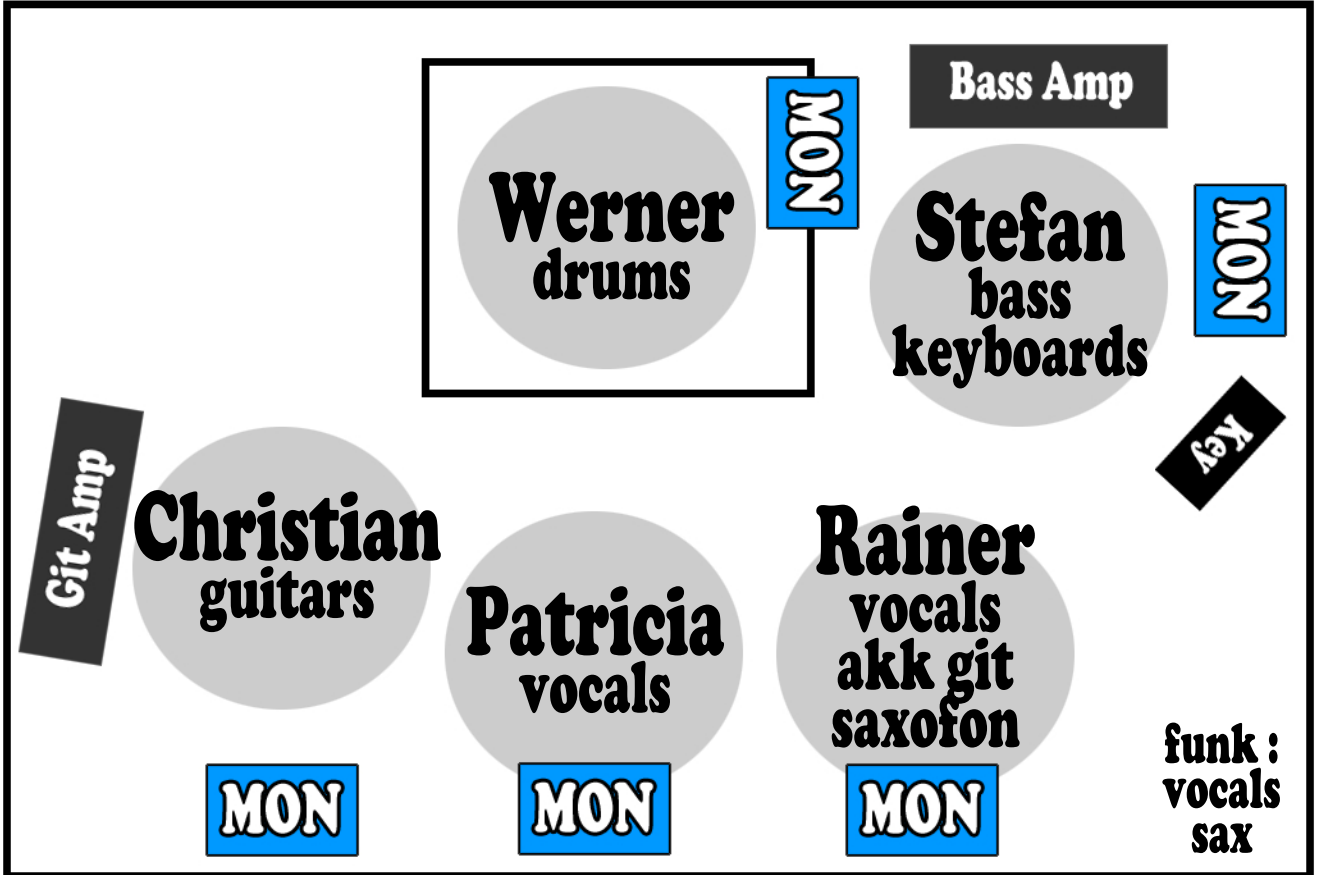 Bass Amp
MON
Werner
drums
Stefan
bass
keyboards
MON
Key
Git Amp
Christian
guitars
Patricia
vocals
Rainer
vocals
akk git
saxofon
funk :
vocals
sax
MON
MON
MON